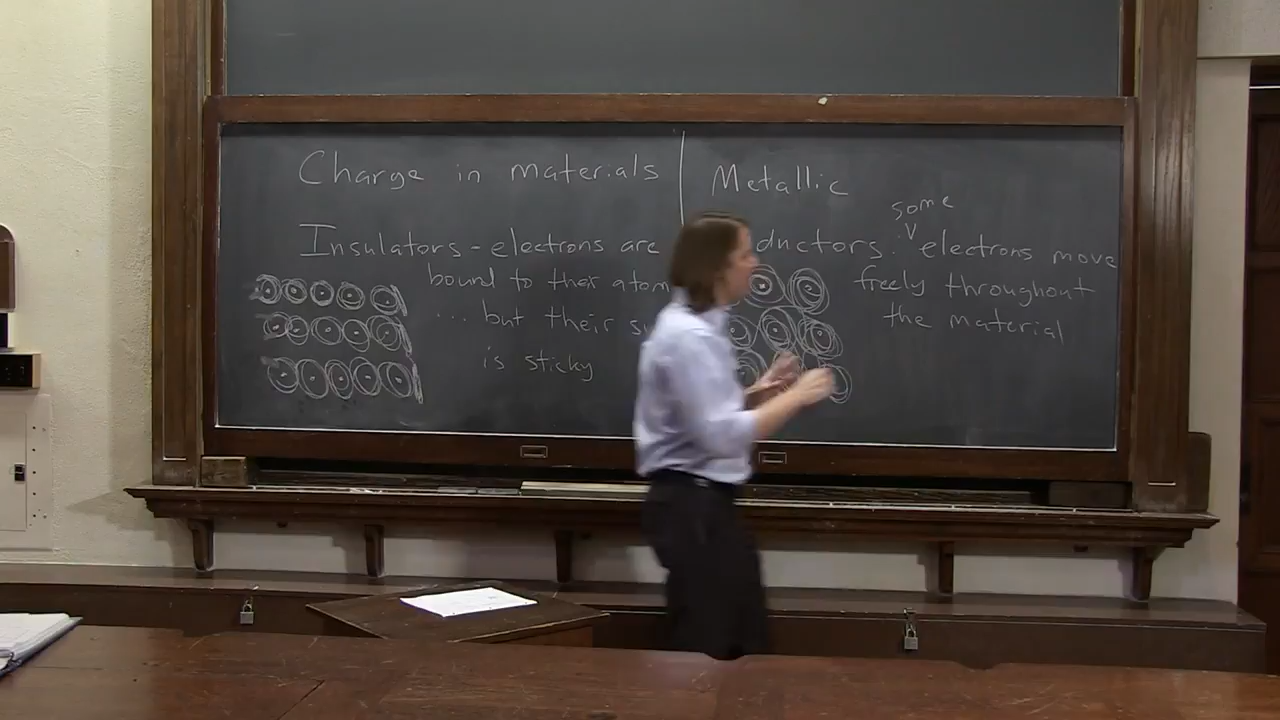 Charge in materials
Insulators - electrons are
bound to their atom
... but their su
is sticky
Metallic
ductors. some electrons move
freely throughout
the material